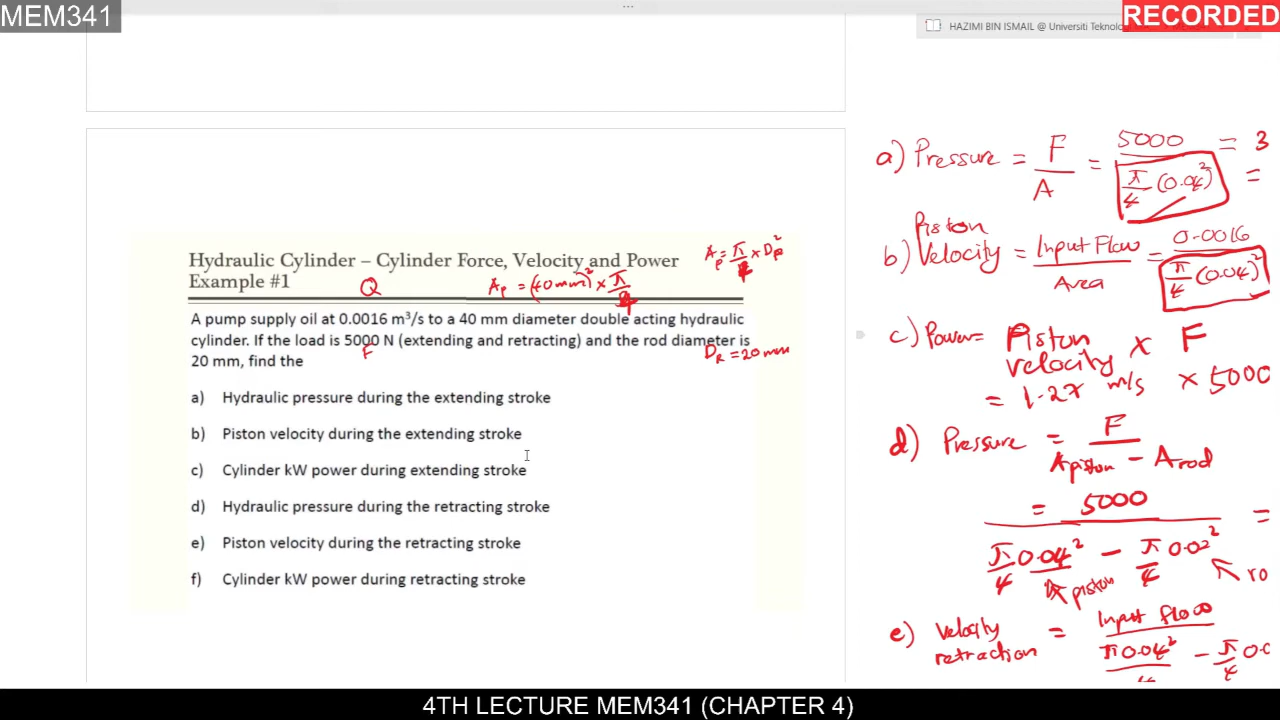 MEM341
RECORDED
HAZIMI BIN ISMAIL @ Universiti Teknolog
Hydraulic Cylinder – Cylinder Force, Velocity and Power
Example #1
Q
Ap = (40mm)² × π/4
Ap = π/4 × Dp²
A pump supply oil at 0.0016 m³/s to a 40 mm diameter double acting hydraulic
cylinder. If the load is 5000 N (extending and retracting) and the rod diameter is
20 mm, find the
F
DR = 20mm
a) Hydraulic pressure during the extending stroke
b) Piston velocity during the extending stroke
c) Cylinder kW power during extending stroke
d) Hydraulic pressure during the retracting stroke
e) Piston velocity during the retracting stroke
f) Cylinder kW power during retracting stroke
a) Pressure = F/A = 5000 / π/4 (0.04)² = 3
=
b) Piston Velocity = Input Flow / Area = 0.0016 / π/4 (0.04)²
c) Power = Piston velocity × F
= 1.27 m/s × 5000
d) Pressure = F / Apiston - Arod
= 5000 / π/4 0.04² - π/4 0.02² =
piston
ro
e) Velocity retraction = Input flow / π 0.04² - π/4 0.0
4TH LECTURE MEM341 (CHAPTER 4)